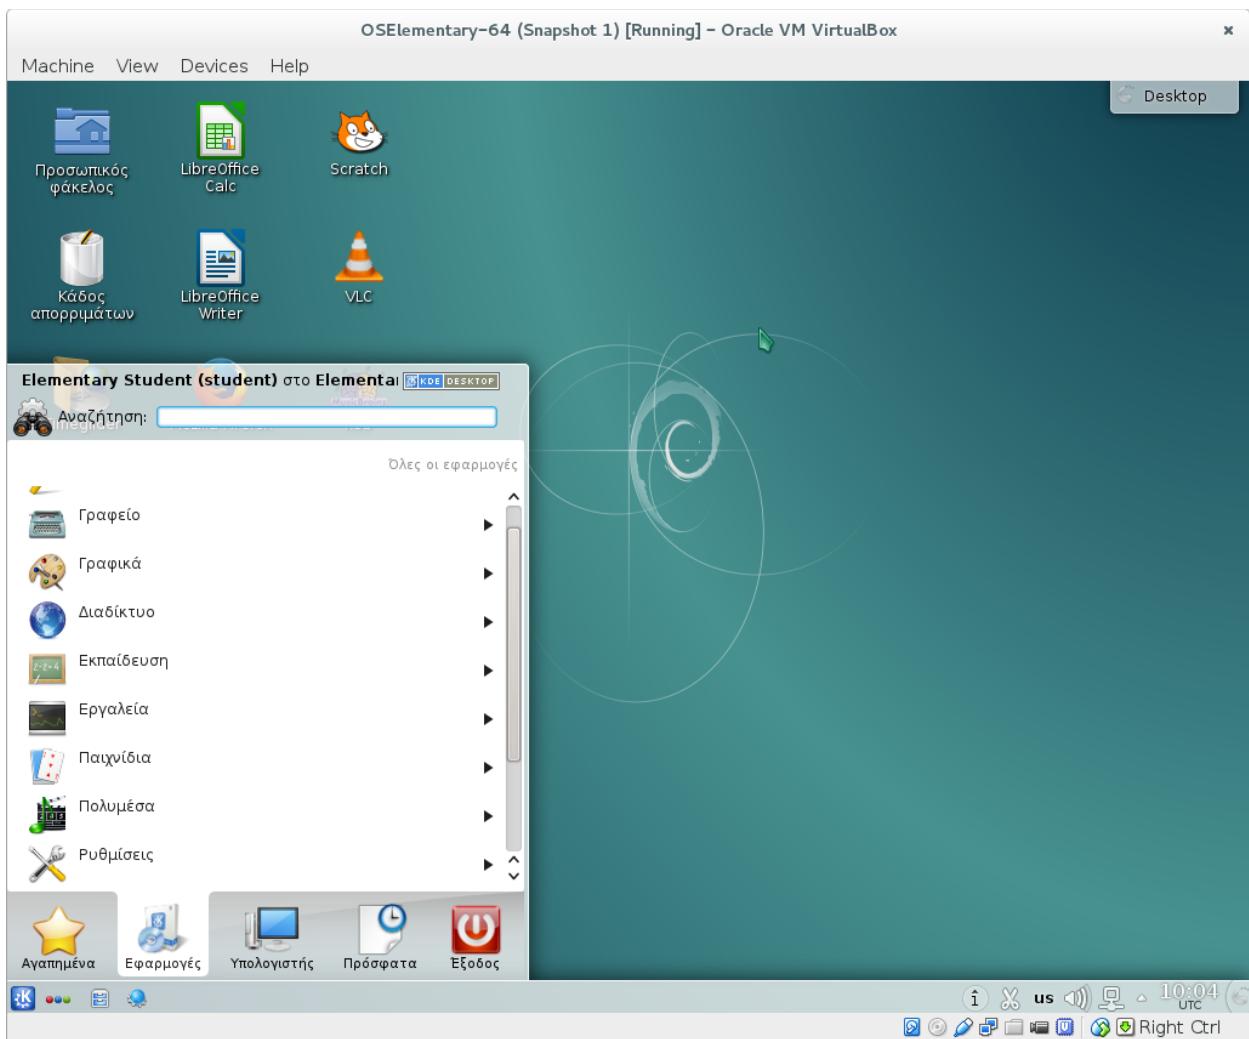 OSElementary-64 (Snapshot 1) [Running] - Oracle VM VirtualBox
Machine View Devices Help
Desktop
Προσωπικός
φάκελος
LibreOffice
Calc
Scratch
Κάδος
απορριμάτων
LibreOffice
Writer
VLC
Elementary Student (student) στο Elementa
KDE DESKTOP
Αναζήτηση:
Όλες οι εφαρμογές
Γραφείο
Γραφικά
Διαδίκτυο
Εκπαίδευση
Εργαλεία
Παιχνίδια
Πολυμέσα
Ρυθμίσεις
Αγαπημένα
Εφαρμογές
Υπολογιστής
Πρόσφατα
Έξοδος
us
10:04
UTC
Right Ctrl